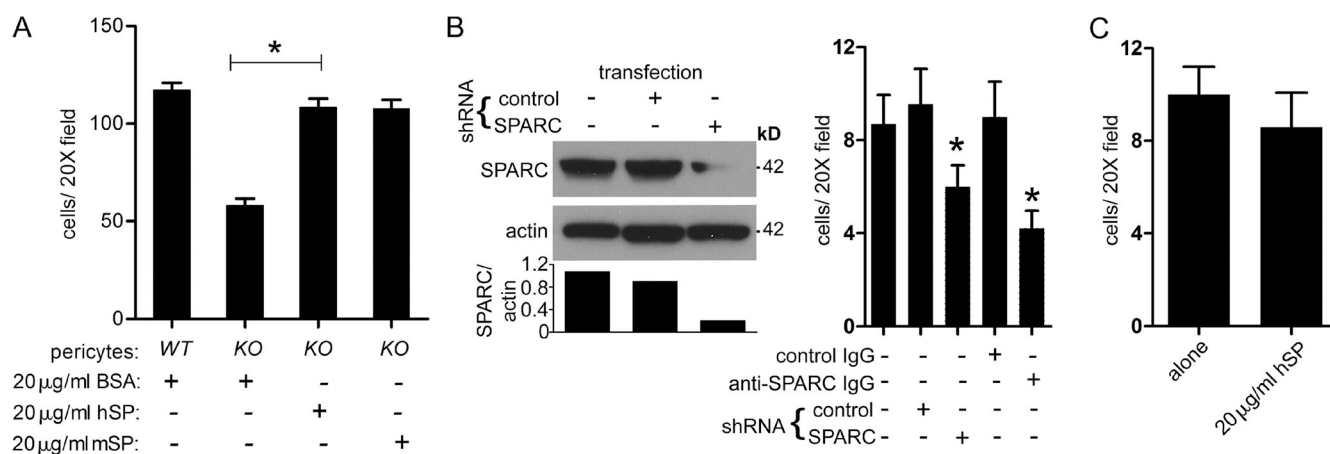 A
150
100
50
0
cells/ 20X field
*
pericytes: WT KO KO KO
20 µg/ml BSA: + + - -
20 µg/ml hSP: - - + -
20 µg/ml mSP: - - - +
B
transfection
shRNA { control - + -
SPARC - - +
kD
SPARC -42
actin -42
SPARC/ actin
1.2
0.8
0.4
0
12
8
4
0
cells/ 20X field
*
*
control IgG - - - + -
anti-SPARC IgG - - - - +
shRNA { control - + - - -
SPARC - - + - -
C
12
8
4
0
cells/ 20X field
alone
20 µg/ml hSP